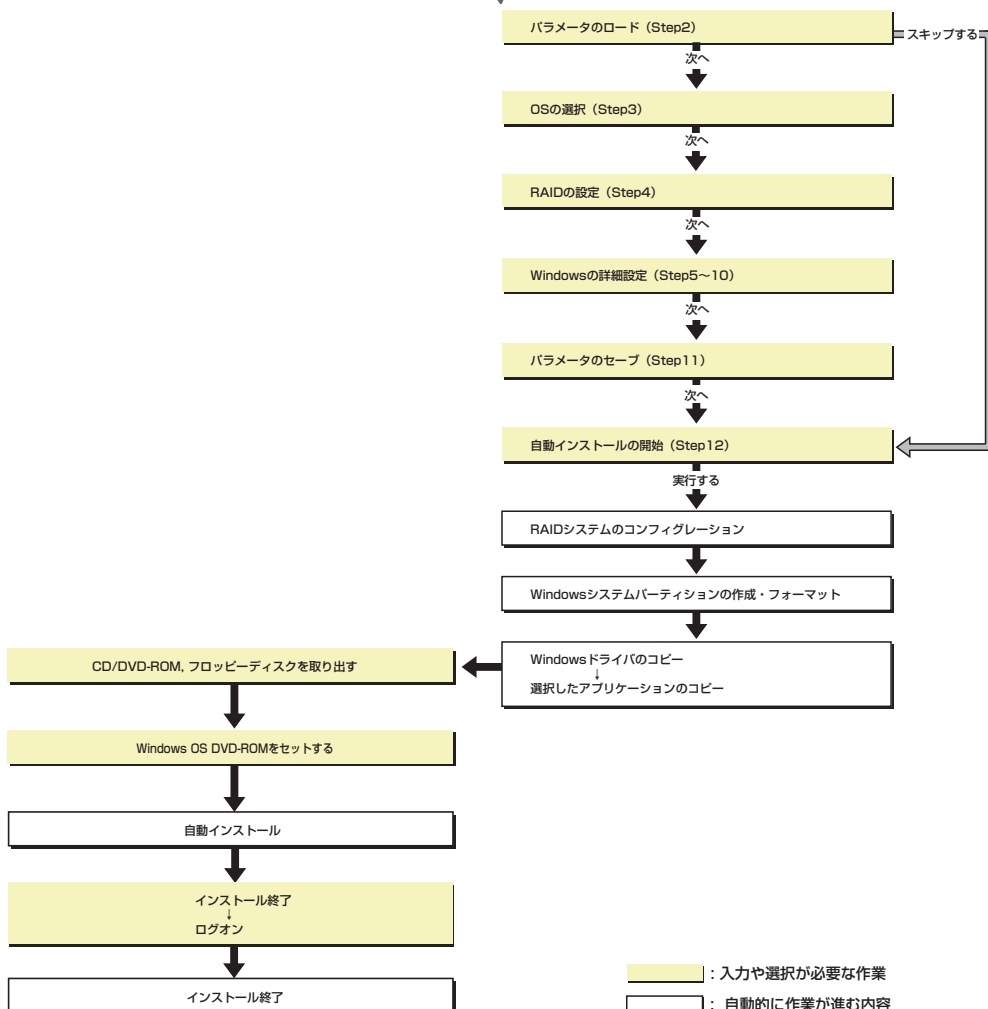 パラメータのロード（Step2）
スキップする
次へ
OSの選択（Step3）
次へ
RAIDの設定（Step4）
次へ
Windowsの詳細設定（Step5～10）
次へ
パラメータのセーブ（Step11）
次へ
自動インストールの開始（Step12）
実行する
RAIDシステムのコンフィグレーション
Windowsシステムパーティションの作成・フォーマット
Windowsドライバのコピー
↓
選択したアプリケーションのコピー
CD/DVD-ROM, フロッピーディスクを取り出す
Windows OS DVD-ROMをセットする
自動インストール
インストール終了
↓
ログオン
インストール終了
：入力や選択が必要な作業
： 自動的に作業が進む内容